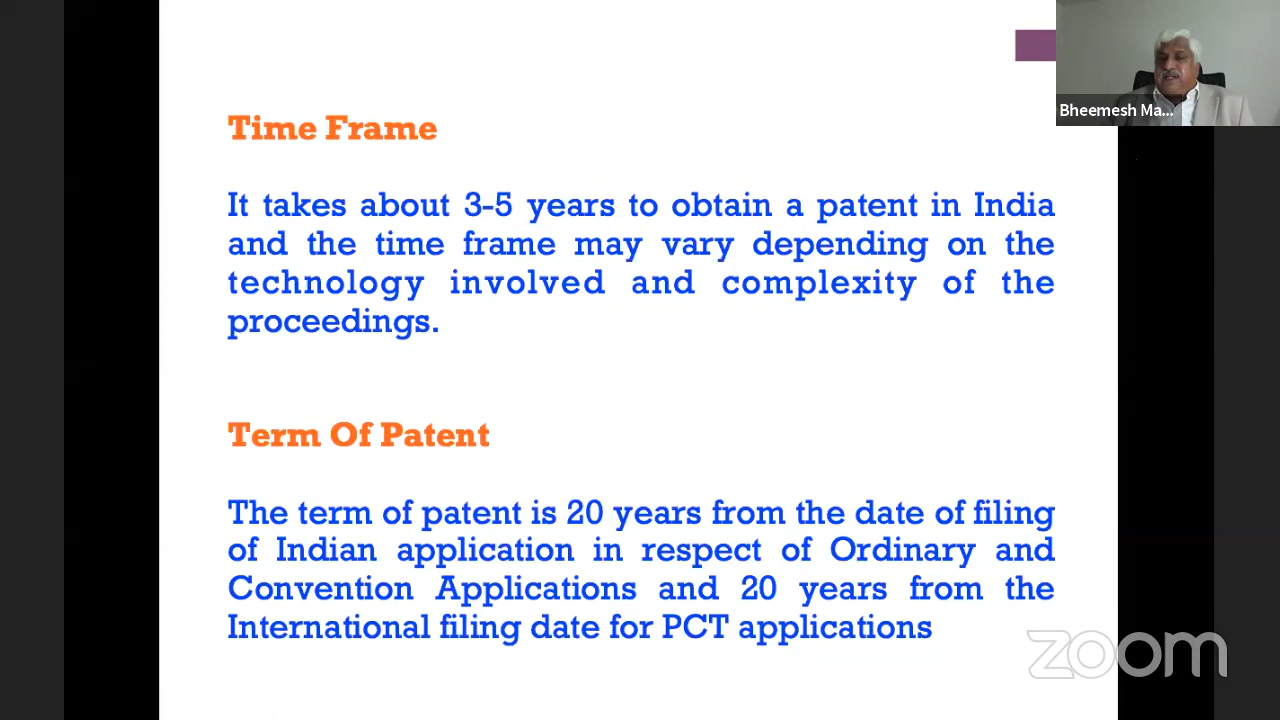 Bheemesh Ma...
Time Frame
It takes about 3-5 years to obtain a patent in India
and the time frame may vary depending on the
technology involved and complexity of the
proceedings.
Term Of Patent
The term of patent is 20 years from the date of filing
of Indian application in respect of Ordinary and
Convention Applications and 20 years from the
International filing date for PCT applications
zoom